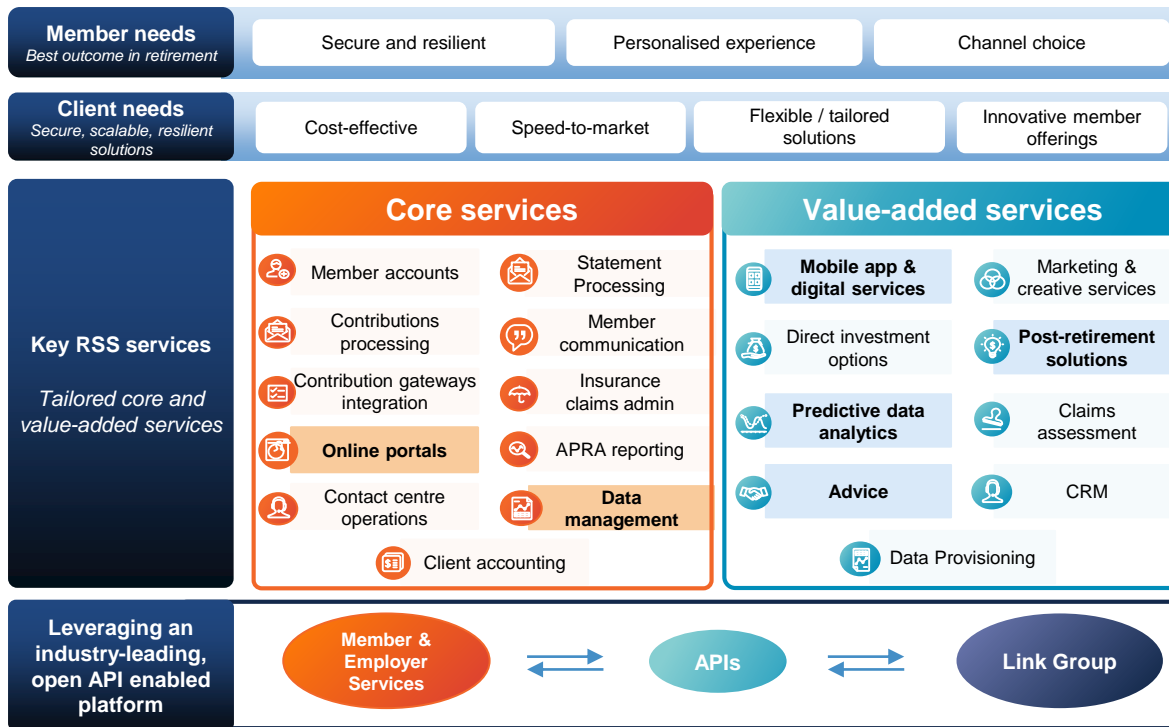 Member needs
Best outcome in retirement
Secure and resilient
Personalised experience
Channel choice
Client needs
Secure, scalable, resilient
solutions
Cost-effective
Speed-to-market
Flexible / tailored
solutions
Innovative member
offerings
Key RSS services
Tailored core and
value-added services
Core services
Member accounts
Statement
Processing
Contributions
processing
Member
communication
Contribution gateways
integration
Insurance
claims admin
Online portals
APRA reporting
Contact centre
operations
Data
management
Client accounting
Value-added services
Mobile app &
digital services
Marketing &
creative services
Direct investment
options
Post-retirement
solutions
Predictive data
analytics
Claims
assessment
Advice
CRM
Data Provisioning
Leveraging an
industry-leading,
open API enabled
platform
Member &
Employer
Services
APIs
Link Group